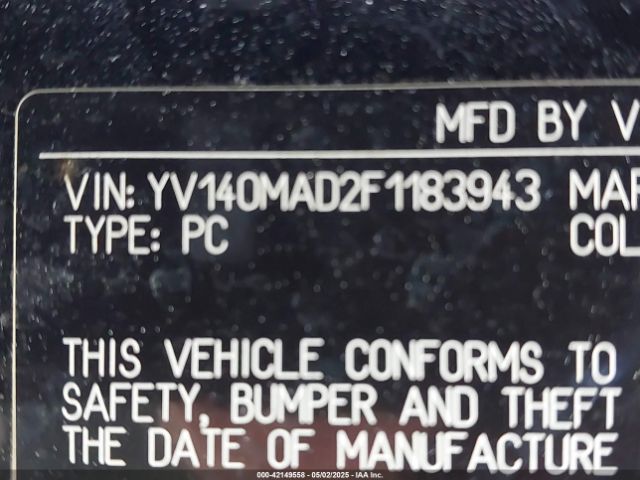 MFD BY V
VIN: YV140MAD2F1183943 MAR
TYPE: PC COL
THIS VEHICLE CONFORMS TO
SAFETY, BUMPER AND THEFT
THE DATE OF MANUFACTURE
000-42149558 - 05/02/2025 - IAA Inc.